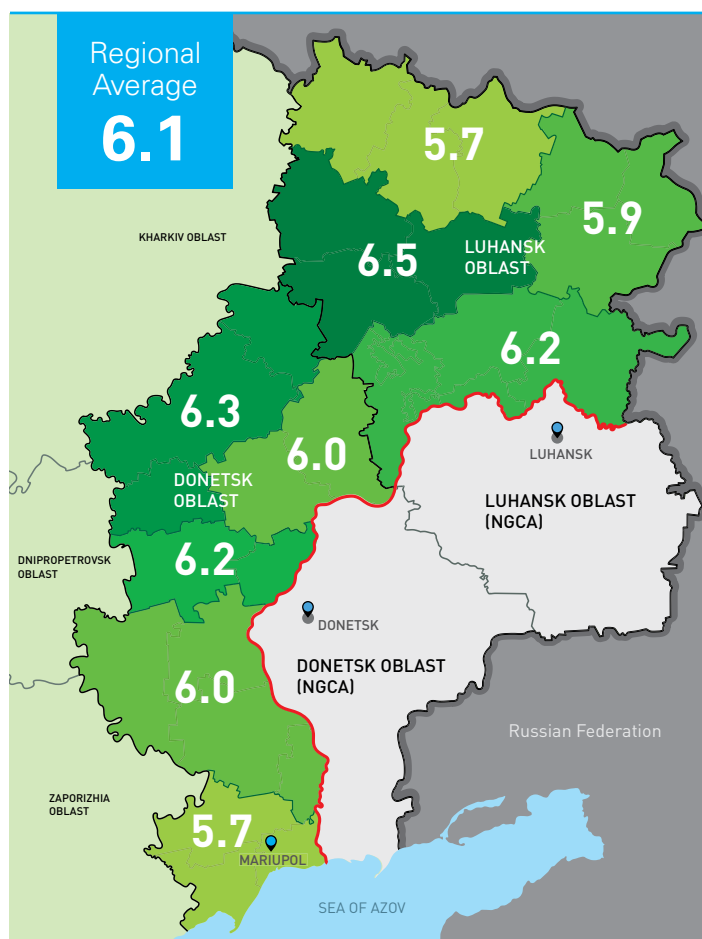 Regional
Average
6.1
5.7
5.9
KHARKIV OBLAST
6.5
LUHANSK
OBLAST
6.2
6.3
6.0
DONETSK
OBLAST
LUHANSK
LUHANSK OBLAST
(NGCA)
DNIPROPETROVSK
OBLAST
6.2
DONETSK
DONETSK OBLAST
(NGCA)
6.0
Russian Federation
ZAPORIZHIA
OBLAST
5.7
MARIUPOL
SEA OF AZOV